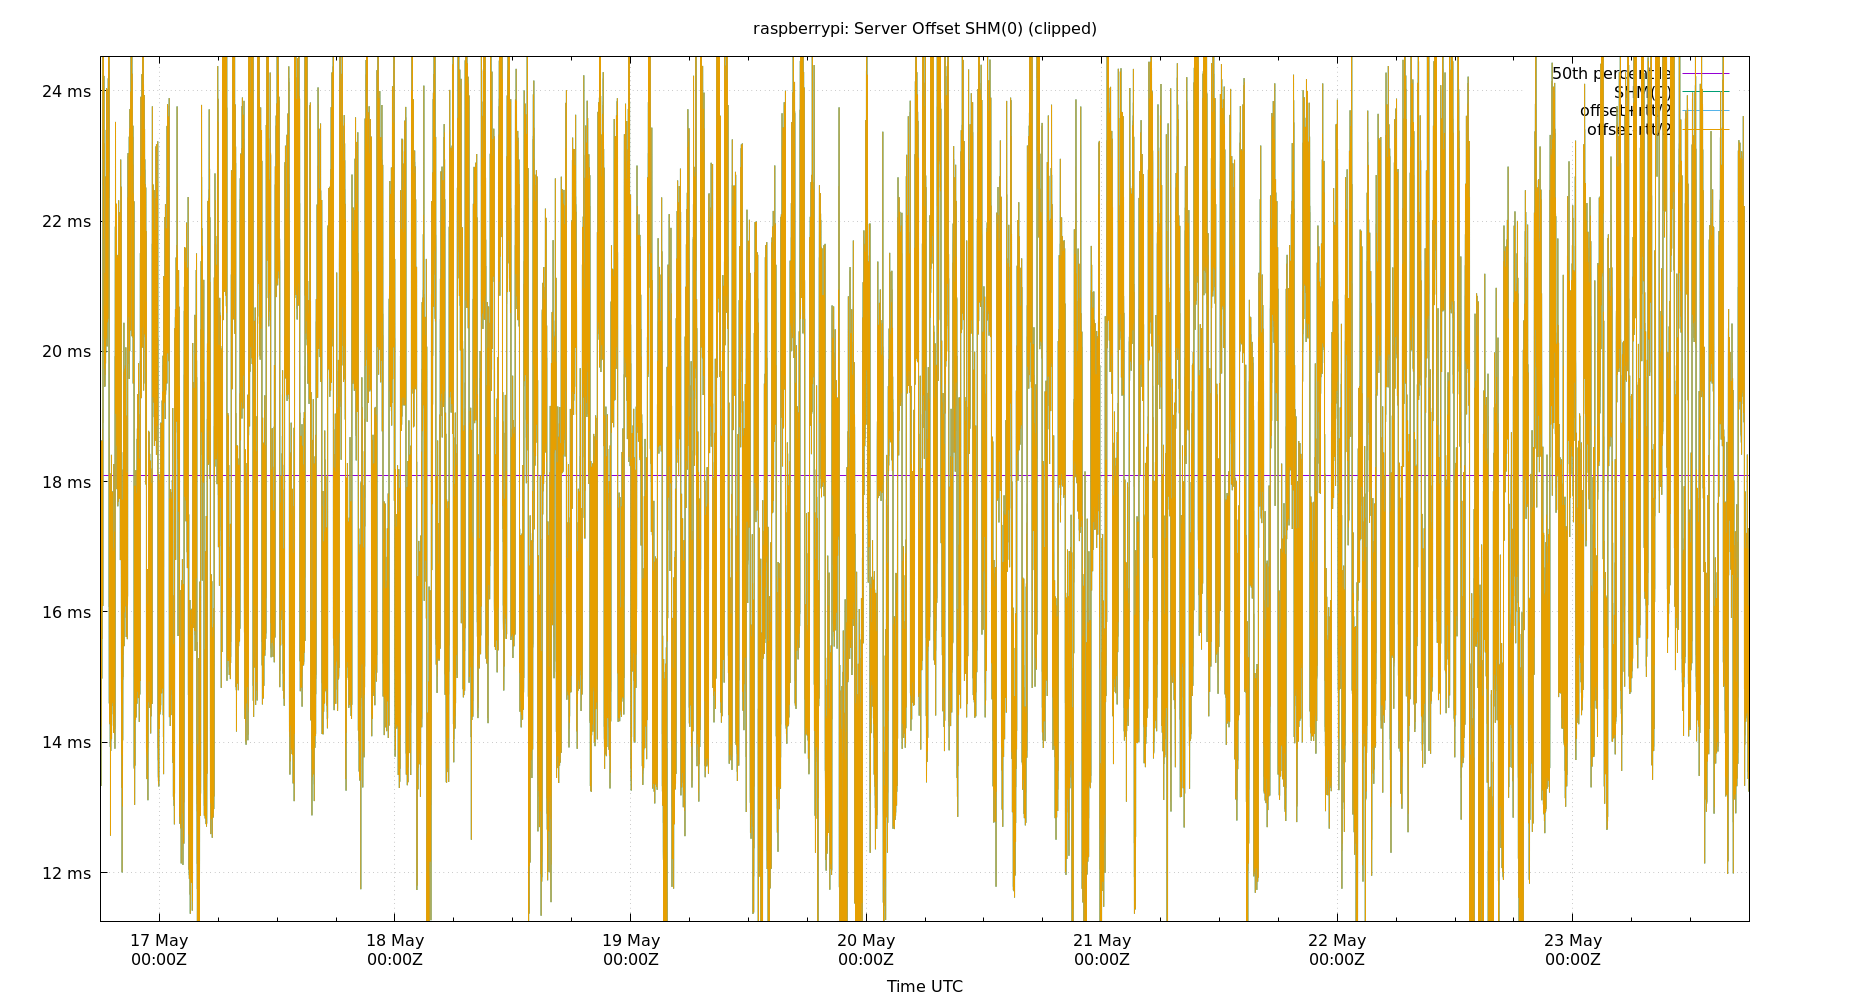 raspberrypi: Server Offset SHM(0) (clipped)
50th percentile
SHM(0)
offset+rtt/2
offset-rtt/2
24 ms
22 ms
20 ms
18 ms
16 ms
14 ms
12 ms
17 May 18 May 19 May 20 May 21 May 22 May 23 May
00:00Z 00:00Z 00:00Z 00:00Z 00:00Z 00:00Z 00:00Z
Time UTC